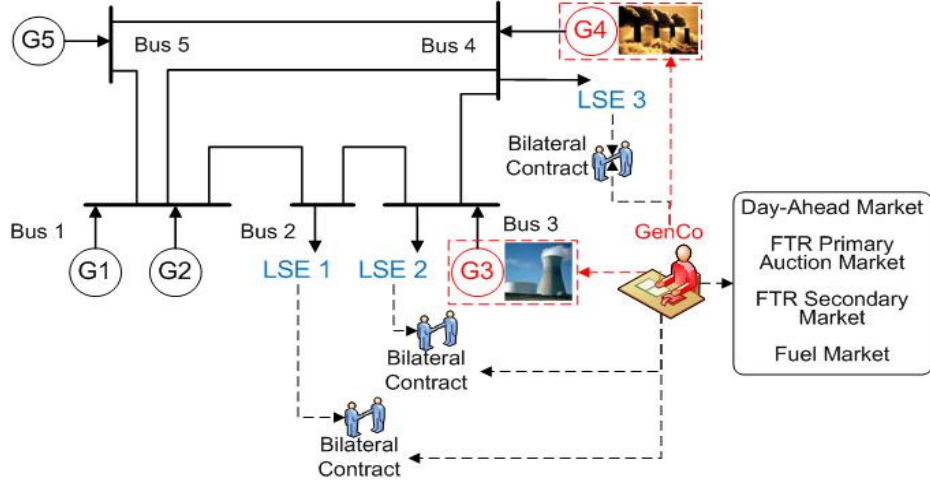 G5
Bus 5
Bus 4
G4
LSE 3
Bilateral
Contract
Bus 1
Bus 2
Bus 3
GenCo
G1
G2
LSE 1
LSE 2
G3
Day-Ahead Market
FTR Primary
Auction Market
FTR Secondary
Market
Fuel Market
Bilateral
Contract
Bilateral
Contract